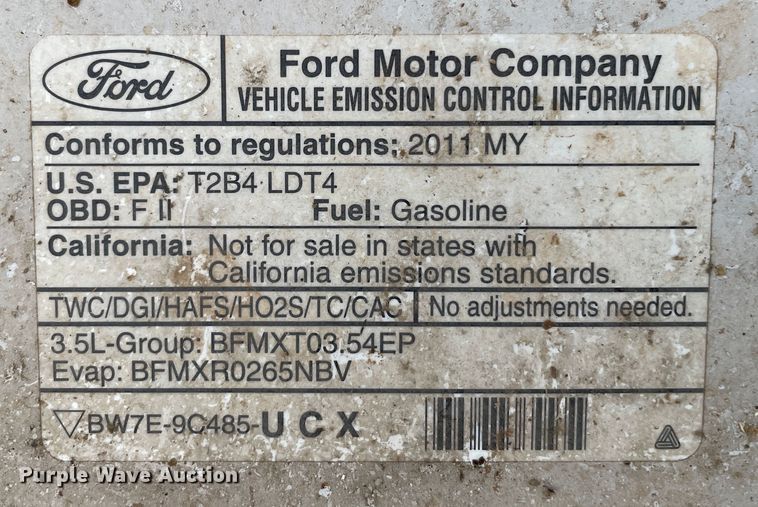 Ford
Ford Motor Company
VEHICLE EMISSION CONTROL INFORMATION
Conforms to regulations: 2011 MY
U.S. EPA: T2B4 LDT4
OBD: F II Fuel: Gasoline
California: Not for sale in states with
California emissions standards.
TWC/DGI/HAFS/HO2S/TC/CAC No adjustments needed.
3.5L-Group: BFMXT03.54EP
Evap: BFMXR0265NBV
BW7E-9C485-U C X
Purple Wave Auction